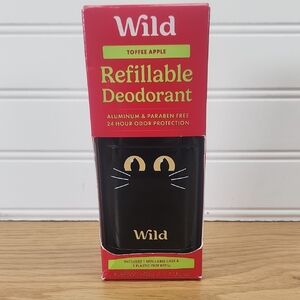 Wild
TOFFEE APPLE
Refillable
Deodorant
ALUMINUM & PARABEN FREE
24 HOUR ODOR PROTECTION
Wild